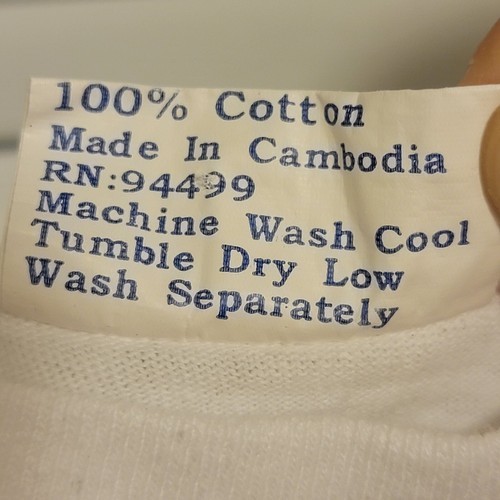 100% Cotton
Made In Cambodia
RN:94499
Machine Wash Cool
Tumble Dry Low
Wash Separately